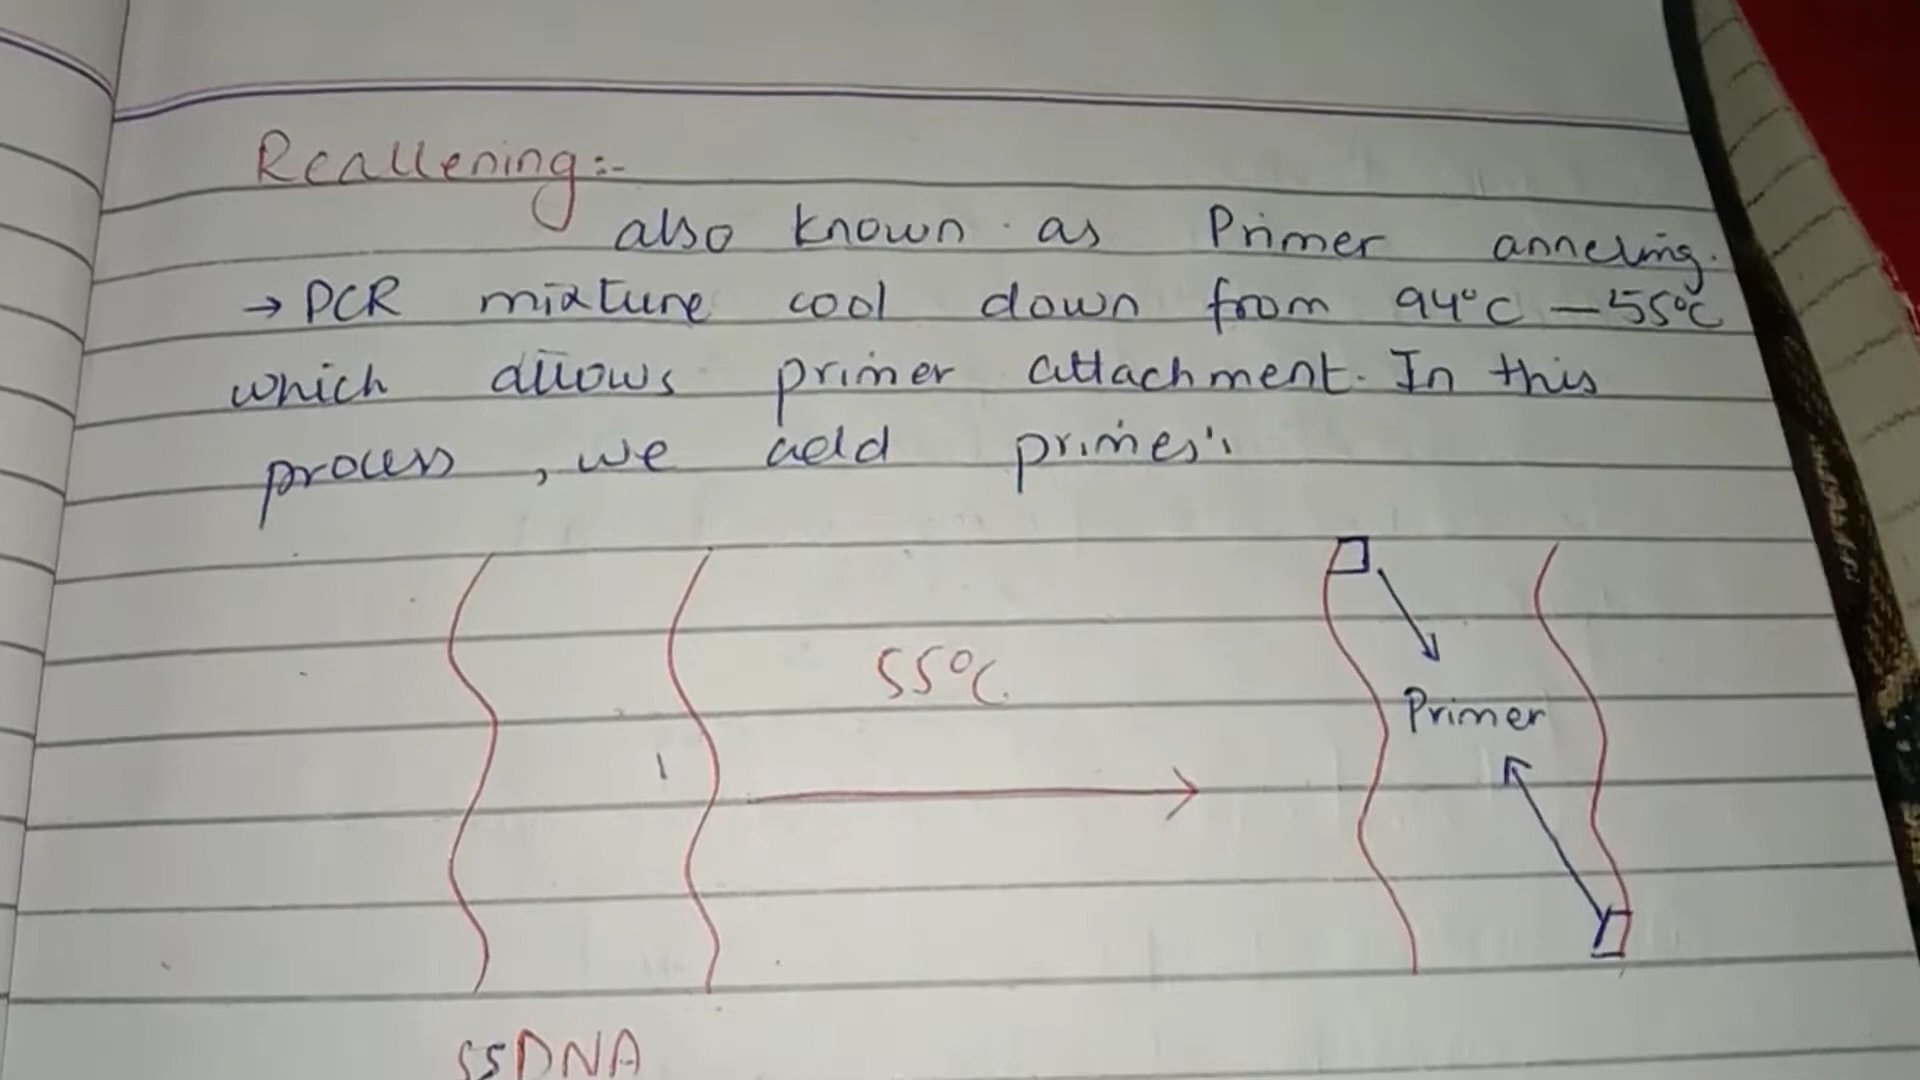 Reallening:-
also known as Primer anneling.
→ PCR mixture cool down from 94°C – 55°C
which allows primer attachment. In this
process, we add primes'.
55°C
Primer
ssDNA